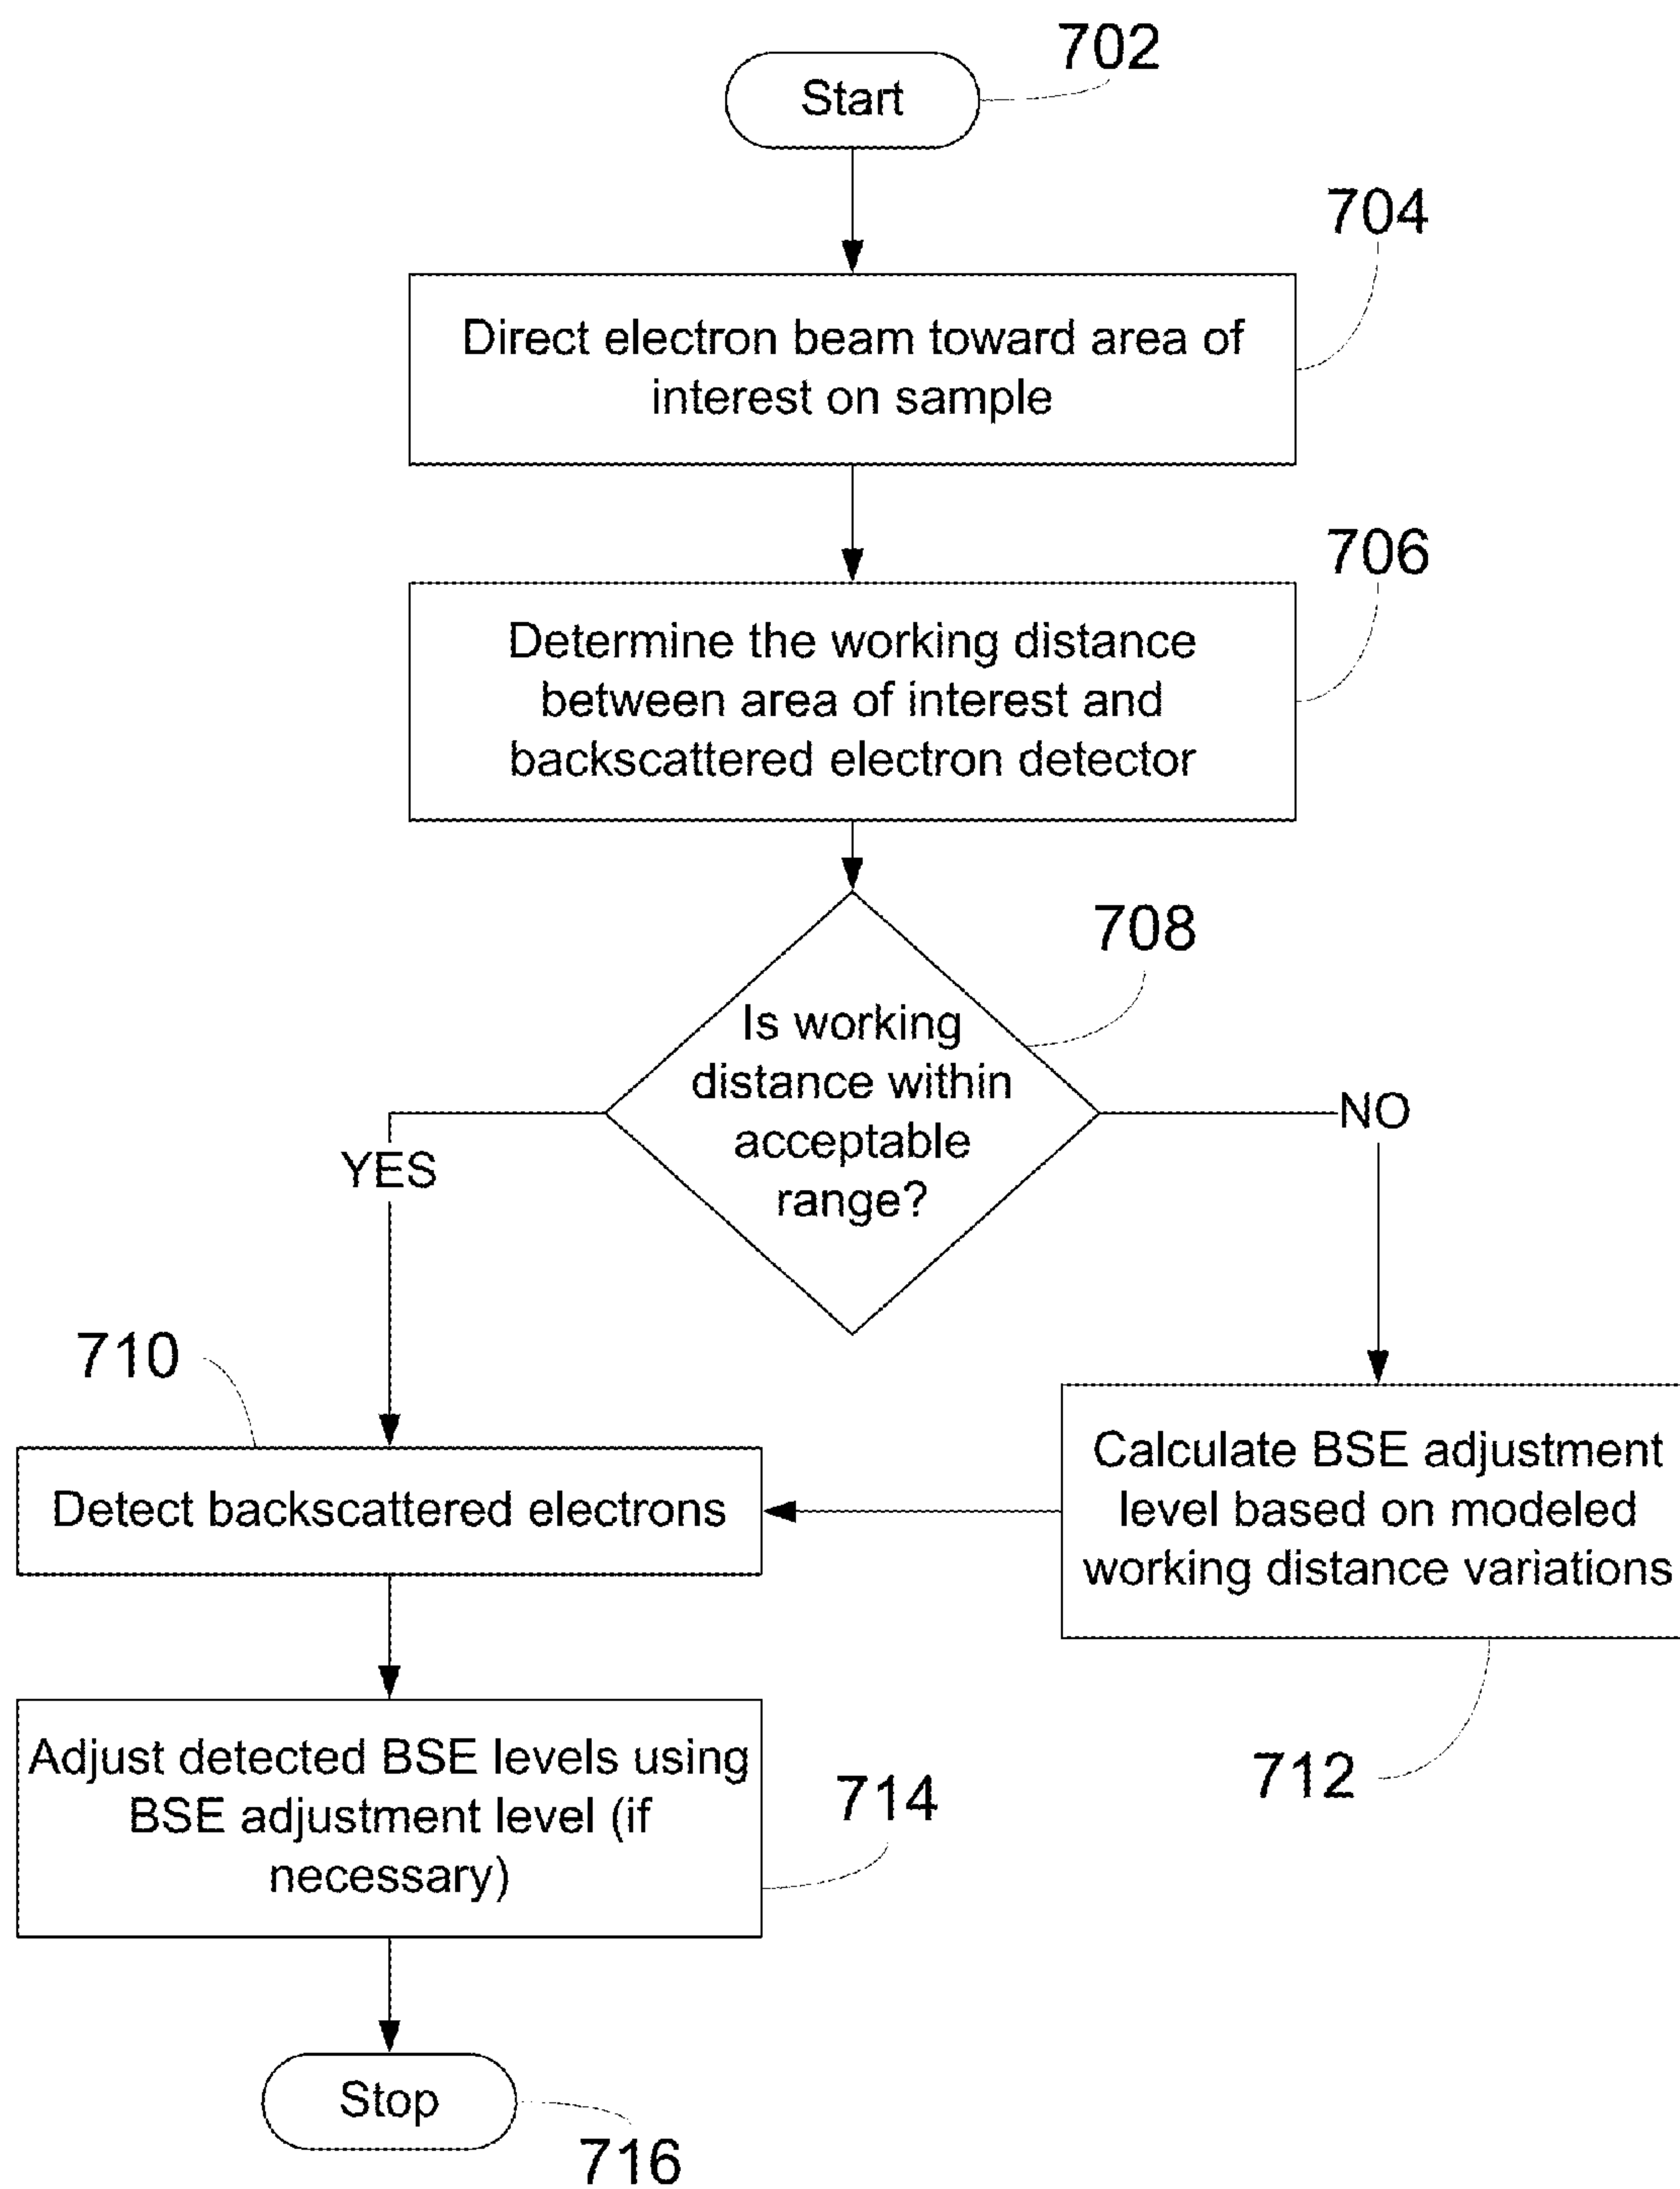 702
Start
704
Direct electron beam toward area of
interest on sample
706
Determine the working distance
between area of interest and
backscattered electron detector
708
Is working
distance within
acceptable
range?
NO
YES
710
Detect backscattered electrons
Calculate BSE adjustment
level based on modeled
working distance variations
712
Adjust detected BSE levels using
BSE adjustment level (if
necessary)
714
Stop
716